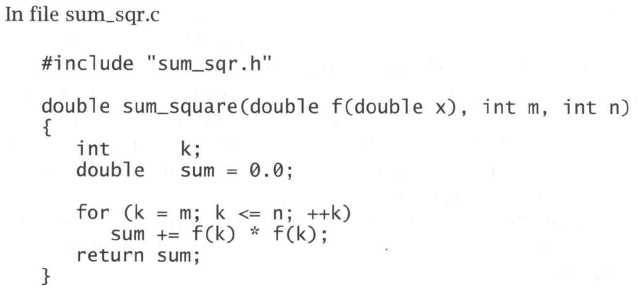 In file sum_sqr.c
#include "sum_sqr.h"
double sum_square(double f(double x), int m, int n)
{
int k;
double sum = 0.0;
for (k = m; k <= n; ++k)
sum += f(k) * f(k);
return sum;
}